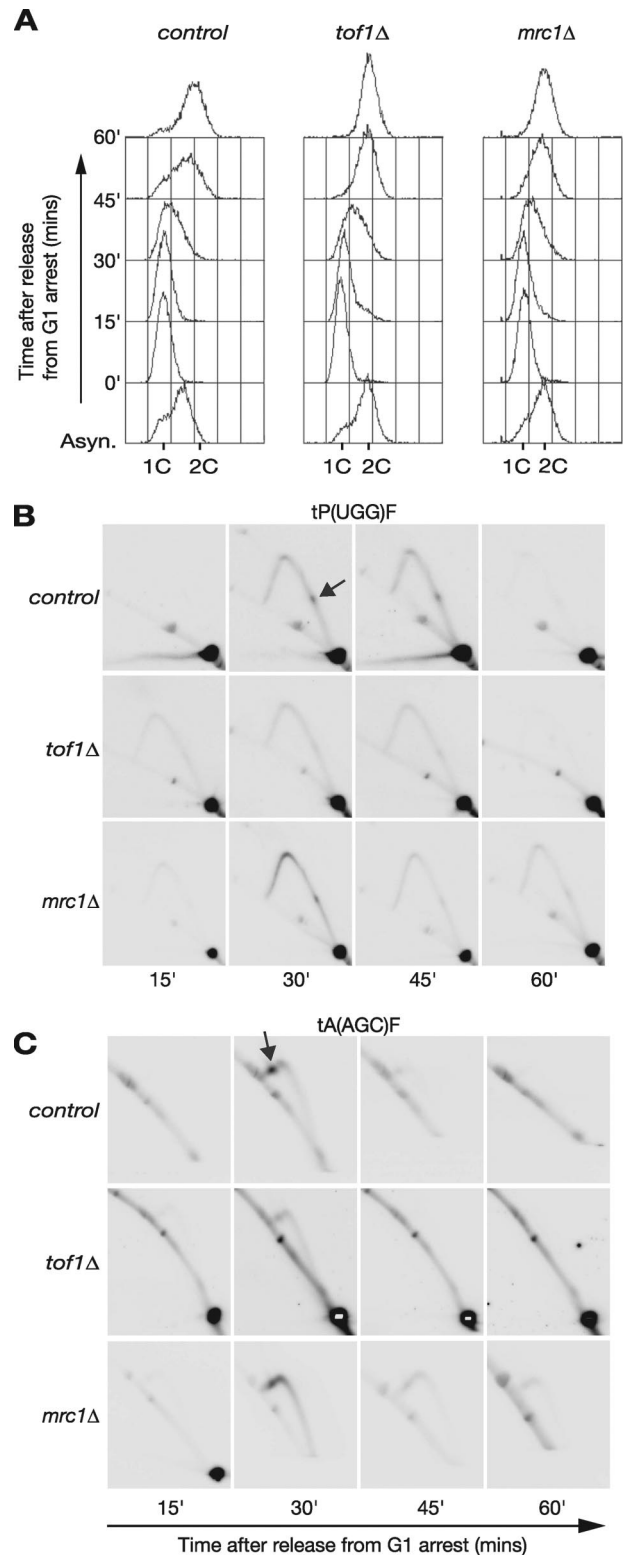 A
control tof1Δ mrc1Δ
Time after release
from G1 arrest (mins)
60'
45'
30'
15'
0'
Asyn.
1C 2C 1C 2C 1C 2C
B
tP(UGG)F
control
tof1Δ
mrc1Δ
15' 30' 45' 60'
C
tA(AGC)F
control
tof1Δ
mrc1Δ
15' 30' 45' 60'
Time after release from G1 arrest (mins)